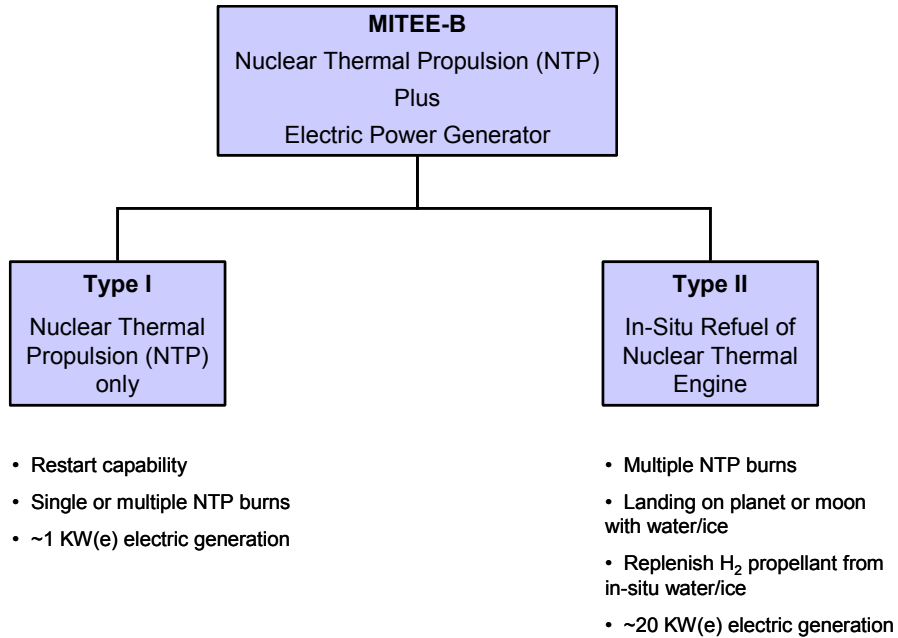 MITEE-B
Nuclear Thermal Propulsion (NTP)
Plus
Electric Power Generator
Type I
Nuclear Thermal
Propulsion (NTP)
only
• Restart capability
• Single or multiple NTP burns
• ~1 KW(e) electric generation
Type II
In-Situ Refuel of
Nuclear Thermal
Engine
• Multiple NTP burns
• Landing on planet or moon
with water/ice
• Replenish H₂ propellant from
in-situ water/ice
• ~20 KW(e) electric generation